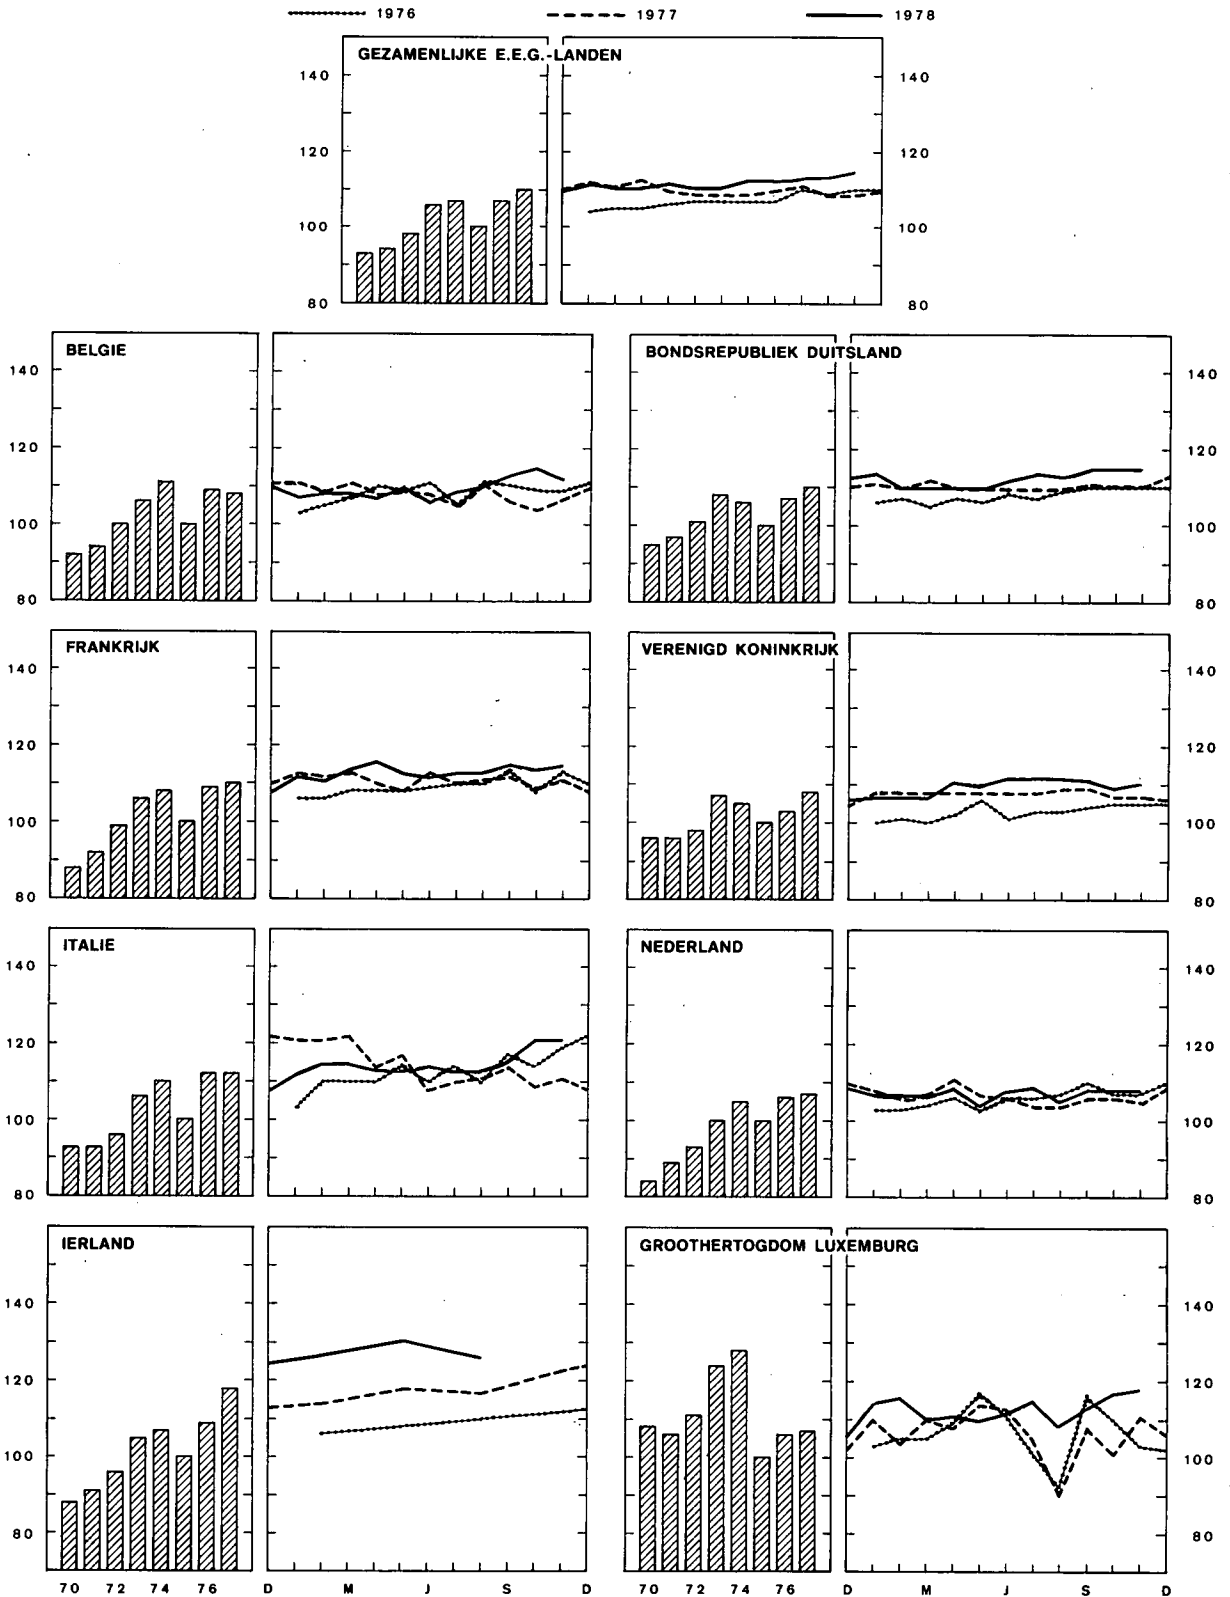 1976 1977 1978
GEZAMENLIJKE E.E.G.-LANDEN
140 140
120 120
100 100
80 80
BELGIE BONDSREPUBLIEK DUITSLAND
140 140
120 120
100 100
80 80
FRANKRIJK VERENIGD KONINKRIJK
140 140
120 120
100 100
80 80
ITALIE NEDERLAND
140 140
120 120
100 100
80 80
IERLAND GROOTHERTOGDOM LUXEMBURG
140 140
120 120
100 100
80 80
70 72 74 76 D M J S D 70 72 74 76 D M J S D